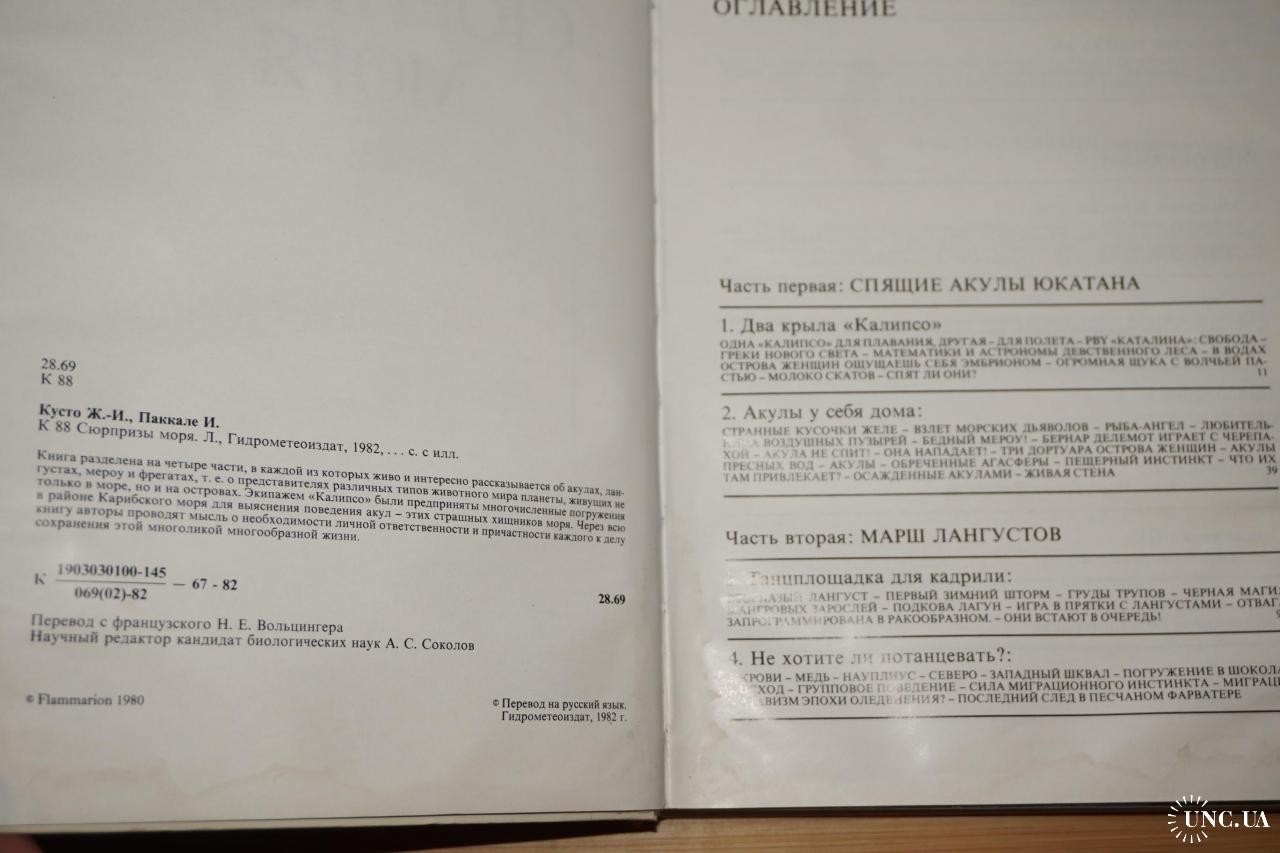 28.69
К 88
Кусто Ж.-И., Паккале И.
К 88 Сюрпризы моря. Л., Гидрометеоиздат, 1982, . . . с. с илл.
Книга разделена на четыре части, в каждой из которых живо и интересно рассказывается об акулах, лан-
густах, мероу и фрегатах, т. е. о представителях различных типов животного мира планеты, живущих не
только в море, но и на островах. Экипажем «Калипсо» были предприняты многочисленные погружения
в районе Карибского моря для выяснения поведения акул – этих страшных хищников моря. Через всю
книгу авторы проводят мысль о необходимости личной ответственности и причастности каждого к делу
сохранения этой многоликой многообразной жизни.
К 1903030100-145 — 67 - 82
069(02)-82
28.69
Перевод с французского Н. Е. Вольцингера
Научный редактор кандидат биологических наук А. С. Соколов
© Flammarion 1980
© Перевод на русский язык.
Гидрометеоиздат, 1982 г.
ОГЛАВЛЕНИЕ
Часть первая: СПЯЩИЕ АКУЛЫ ЮКАТАНА
1. Два крыла «Калипсо»
ОДНА «КАЛИПСО» ДЛЯ ПЛАВАНИЯ, ДРУГАЯ – ДЛЯ ПОЛЕТА – PBY «КАТАЛИНА»: СВОБОДА –
ГРЕКИ НОВОГО СВЕТА – МАТЕМАТИКИ И АСТРОНОМЫ ДЕВСТВЕННОГО ЛЕСА – В ВОДАХ
ОСТРОВА ЖЕНЩИН ОЩУЩАЕШЬ СЕБЯ ЭМБРИОНОМ – ОГРОМНАЯ ЩУКА С ВОЛЧЬЕЙ ПА-
СТЬЮ – МОЛОКО СКАТОВ – СПЯТ ЛИ ОНИ? 11
2. Акулы у себя дома:
СТРАННЫЕ КУСОЧКИ ЖЕЛЕ – ВЗЛЕТ МОРСКИХ ДЬЯВОЛОВ – РЫБА-АНГЕЛ – ЛЮБИТЕЛЬ-
ВОЗДУШНЫХ ПУЗЫРЕЙ – БЕДНЫЙ МЕРОУ! – БЕРНАР ДЕЛЕМОТ ИГРАЕТ С ЧЕРЕПА-
ХОЙ – АКУЛА НЕ СПИТ! – ОНА НАПАДАЕТ! – ТРИ ДОРТУАРА ОСТРОВА ЖЕНЩИН – АКУЛЫ
ПРЕСНЫХ ВОД – АКУЛЫ – ОБРЕЧЕННЫЕ АГАСФЕРЫ – ПЕЩЕРНЫЙ ИНСТИНКТ – ЧТО ИХ
ТАМ ПРИВЛЕКАЕТ? – ОСАЖДЕННЫЕ АКУЛАМИ – ЖИВАЯ СТЕНА 39
Часть вторая: МАРШ ЛАНГУСТОВ
Танцплощадка для кадрили:
ЛАНГУСТ – ПЕРВЫЙ ЗИМНИЙ ШТОРМ – ГРУДЫ ТРУПОВ – ЧЕРНАЯ МАГИ
МАНГРОВЫХ ЗАРОСЛЕЙ – ПОДКОВА ЛАГУН – ИГРА В ПРЯТКИ С ЛАНГУСТАМИ – ОТВАГ
ЗАПРОГРАММИРОВАНА В РАКООБРАЗНОМ. – ОНИ ВСТАЮТ В ОЧЕРЕДЬ!
4. Не хотите ли потанцевать?:
КРОВИ – МЕДЬ – НАУПЛИУС – СЕВЕРО – ЗАПАДНЫЙ ШКВАЛ – ПОГРУЖЕНИЕ В ШОКОЛА
– ГРУППОВОЕ ПОВЕДЕНИЕ – СИЛА МИГРАЦИОННОГО ИНСТИНКТА – МИГРАЦИ
АВИЗМ ЭПОХИ ОЛЕДЕНЕНИЯ? – ПОСЛЕДНИЙ СЛЕД В ПЕСЧАНОМ ФАРВАТЕРЕ
UNC.UA